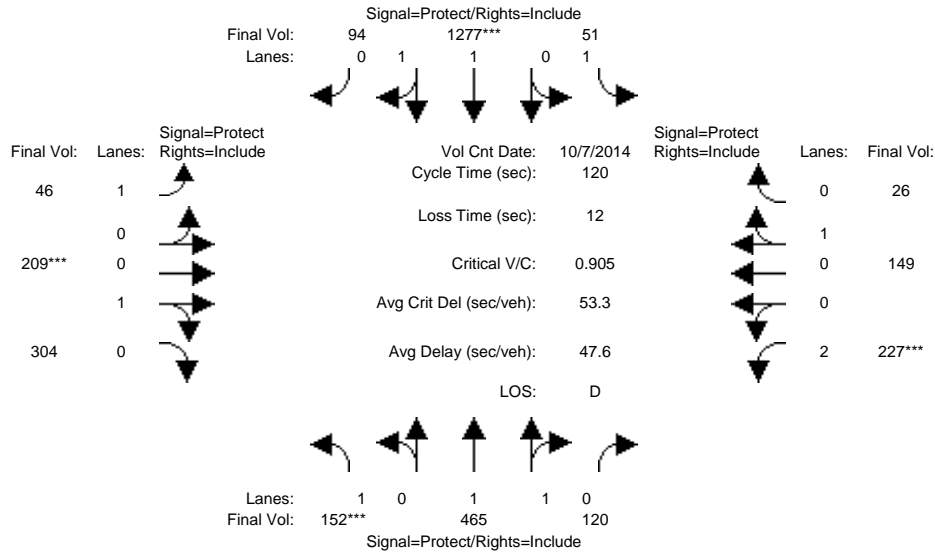 Signal=Protect/Rights=Include
Final Vol: 94 1277*** 51
Lanes: 0 1 1 0 1
Signal=Protect Signal=Protect
Final Vol: Lanes: Rights=Include Vol Cnt Date: 10/7/2014 Rights=Include Lanes: Final Vol:
Cycle Time (sec): 120
46 1 0 26
Loss Time (sec): 12
0 1
209*** 0 Critical V/C: 0.905 0 149
1 Avg Crit Del (sec/veh): 53.3 0
304 0 Avg Delay (sec/veh): 47.6 2 227***
LOS: D
Lanes: 1 0 1 1 0
Final Vol: 152*** 465 120
Signal=Protect/Rights=Include